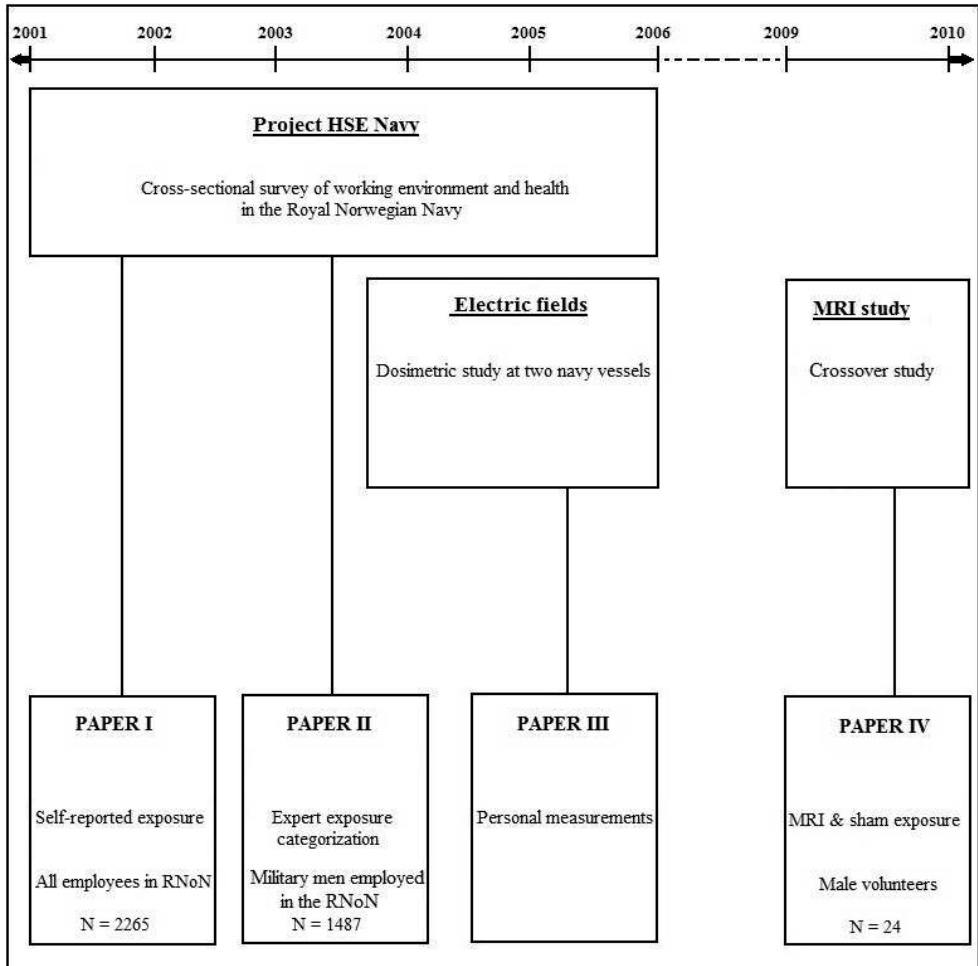 2001 2002 2003 2004 2005 2006 2009 2010
Project HSE Navy
Cross-sectional survey of working environment and health
in the Royal Norwegian Navy
Electric fields
Dosimetric study at two navy vessels
MRI study
Crossover study
PAPER I
Self-reported exposure
All employees in RNoN
N = 2265
PAPER II
Expert exposure
categorization
Military men employed
in the RNoN
N = 1487
PAPER III
Personal measurements
PAPER IV
MRI & sham exposure
Male volunteers
N = 24